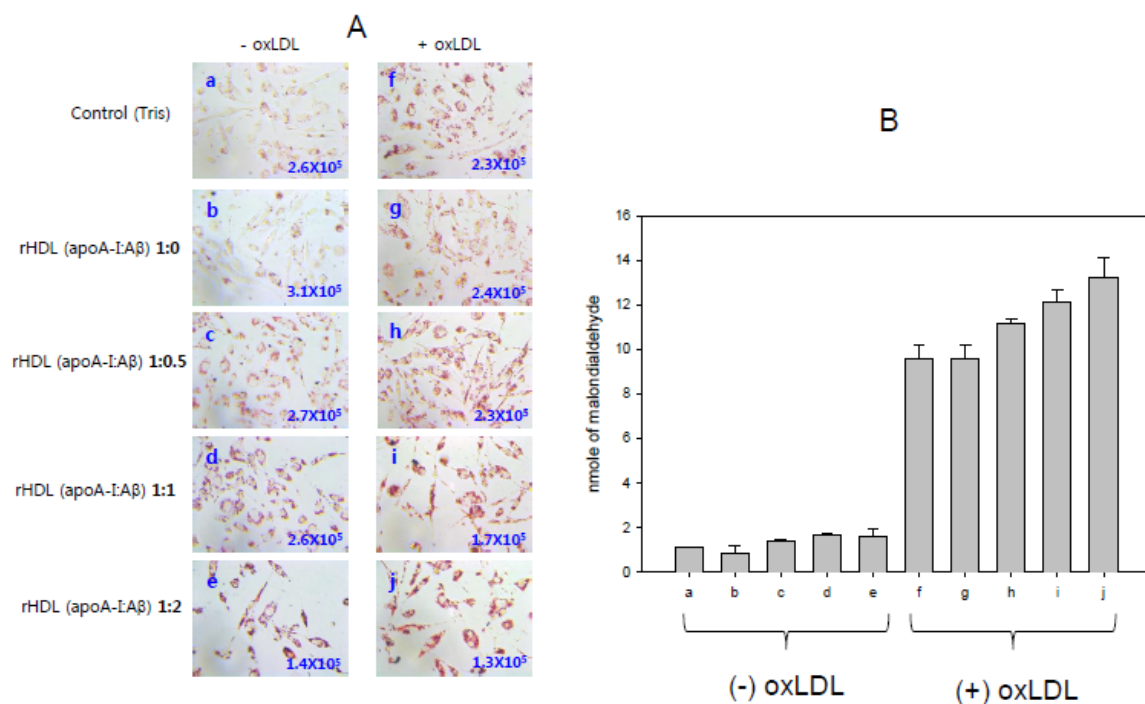 A
- oxLDL
+ oxLDL
Control (Tris)
a
2.6X10⁵
f
2.3X10⁵
rHDL (apoA-I:Aβ) 1:0
b
3.1X10⁵
g
2.4X10⁵
rHDL (apoA-I:Aβ) 1:0.5
c
2.7X10⁵
h
2.3X10⁵
rHDL (apoA-I:Aβ) 1:1
d
2.6X10⁵
i
1.7X10⁵
rHDL (apoA-I:Aβ) 1:2
e
1.4X10⁵
j
1.3X10⁵
B
nmole of malondialdehyde
16
14
12
10
8
6
4
2
0
a b c d e f g h i j
(-) oxLDL
(+) oxLDL